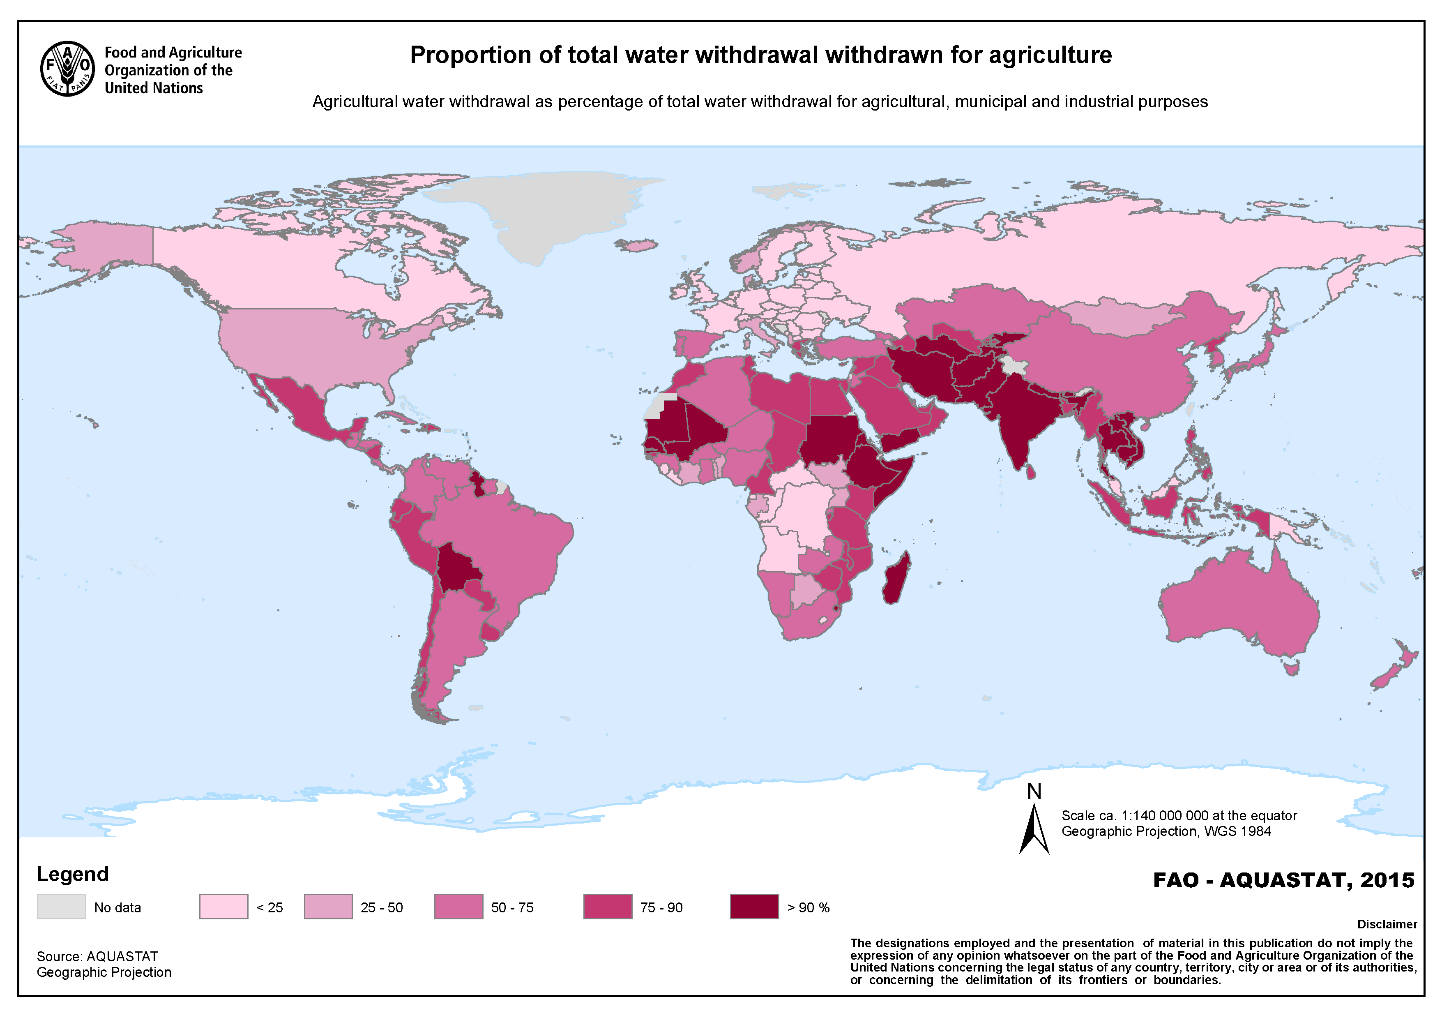 F A O
FIAT PANIS
Food and Agriculture
Organization of the
United Nations
Proportion of total water withdrawal withdrawn for agriculture
Agricultural water withdrawal as percentage of total water withdrawal for agricultural, municipal and industrial purposes
N
Scale ca. 1:140 000 000 at the equator
Geographic Projection, WGS 1984
Legend
No data
< 25
25 - 50
50 - 75
75 - 90
> 90 %
FAO - AQUASTAT, 2015
Source: AQUASTAT
Geographic Projection
Disclaimer
The designations employed and the presentation of material in this publication do not imply the
expression of any opinion whatsoever on the part of the Food and Agriculture Organization of the
United Nations concerning the legal status of any country, territory, city or area or of its authorities,
or concerning the delimitation of its frontiers or boundaries.